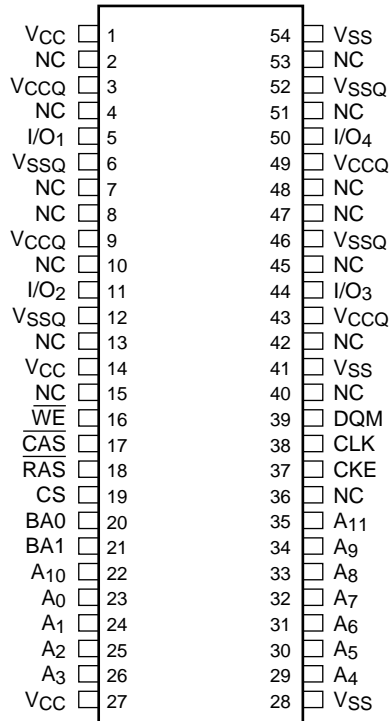 VCC 1 54 VSS
NC 2 53 NC
VCCQ 3 52 VSSQ
NC 4 51 NC
I/O1 5 50 I/O4
VSSQ 6 49 VCCQ
NC 7 48 NC
NC 8 47 NC
VCCQ 9 46 VSSQ
NC 10 45 NC
I/O2 11 44 I/O3
VSSQ 12 43 VCCQ
NC 13 42 NC
VCC 14 41 VSS
NC 15 40 NC
W̅E̅ 16 39 DQM
C̅A̅S̅ 17 38 CLK
R̅A̅S̅ 18 37 CKE
CS 19 36 NC
BA0 20 35 A11
BA1 21 34 A9
A10 22 33 A8
A0 23 32 A7
A1 24 31 A6
A2 25 30 A5
A3 26 29 A4
VCC 27 28 VSS